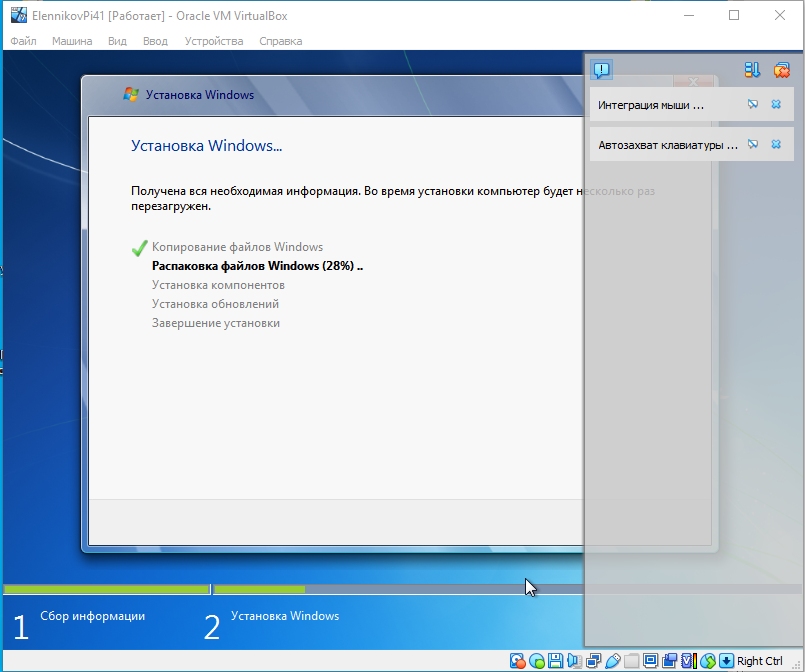 ElennikovPi41 [Работает] - Oracle VM VirtualBox
Файл Машина Вид Ввод Устройства Справка
Установка Windows
Интеграция мыши ...
Автозахват клавиатуры ...
Установка Windows...
Получена вся необходимая информация. Во время установки компьютер будет несколько раз
перезагружен.
Копирование файлов Windows
Распаковка файлов Windows (28%) ..
Установка компонентов
Установка обновлений
Завершение установки
1 Сбор информации 2 Установка Windows
Right Ctrl